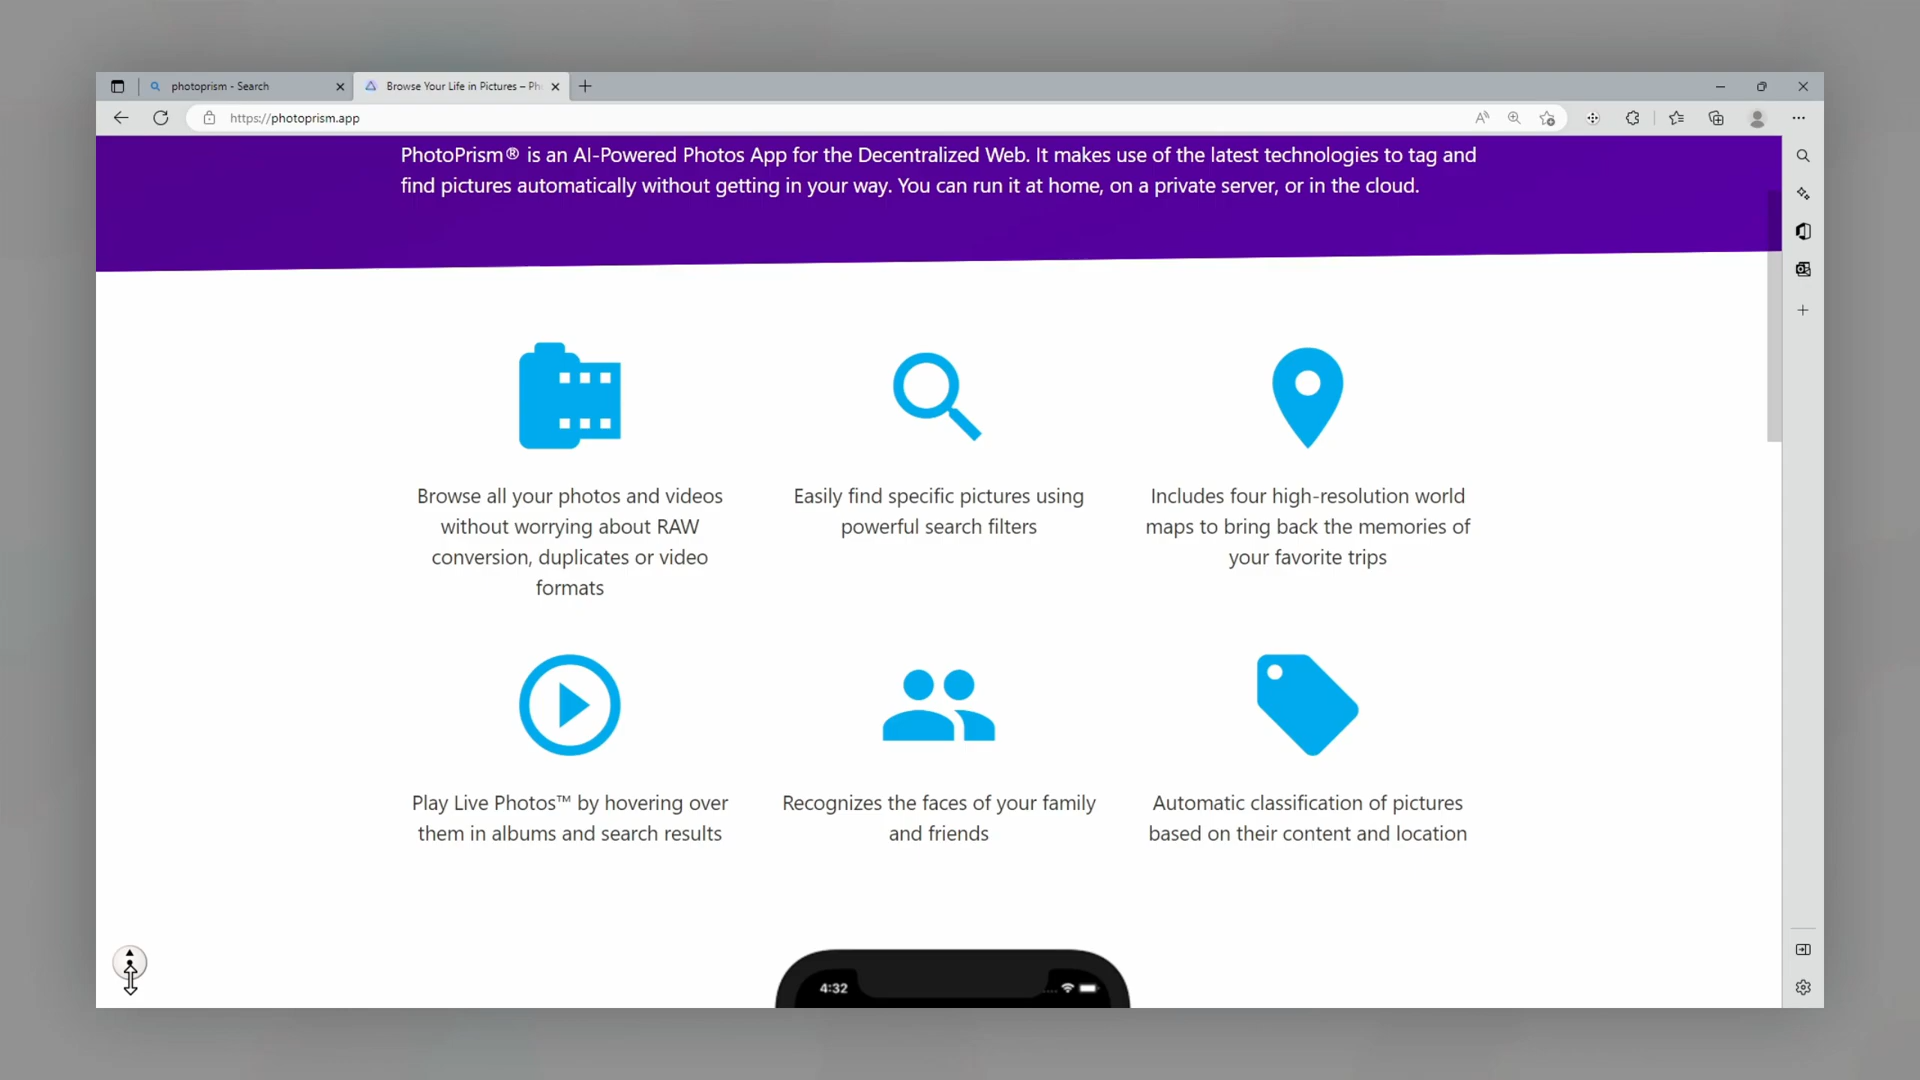 photoprism - Search
Browse Your Life in Pictures – Ph
https://photoprism.app
PhotoPrism® is an AI-Powered Photos App for the Decentralized Web. It makes use of the latest technologies to tag and
find pictures automatically without getting in your way. You can run it at home, on a private server, or in the cloud.
Browse all your photos and videos
without worrying about RAW
conversion, duplicates or video
formats
Easily find specific pictures using
powerful search filters
Includes four high-resolution world
maps to bring back the memories of
your favorite trips
Play Live Photos™ by hovering over
them in albums and search results
Recognizes the faces of your family
and friends
Automatic classification of pictures
based on their content and location
4:32